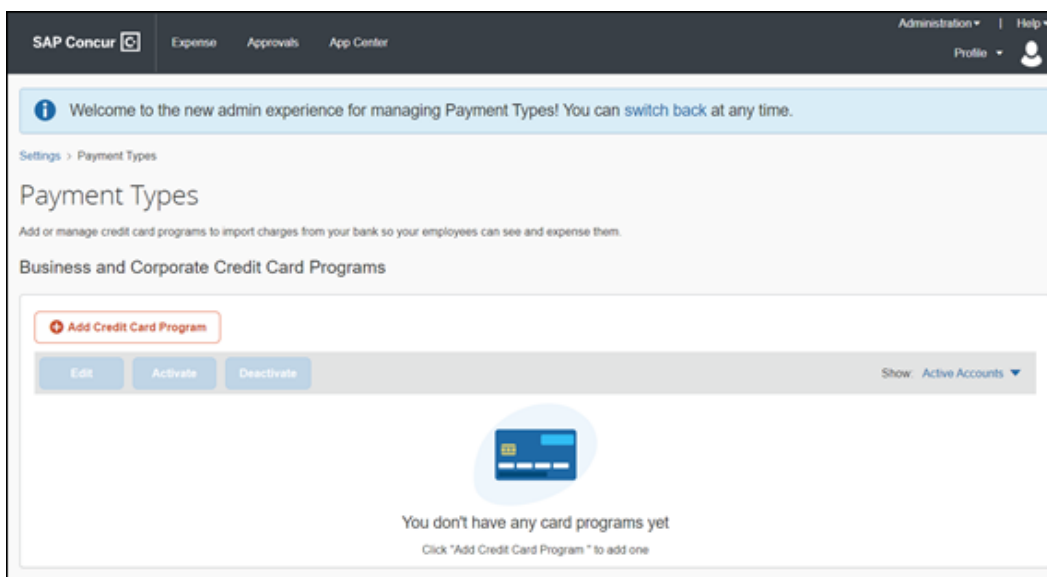 Administration | Help
SAP Concur C Expense Approvals App Center
Profile
Welcome to the new admin experience for managing Payment Types! You can switch back at any time.
Settings > Payment Types
Payment Types
Add or manage credit card programs to import charges from your bank so your employees can see and expense them.
Business and Corporate Credit Card Programs
Add Credit Card Program
Edit Activate Deactivate Show: Active Accounts
You don't have any card programs yet
Click "Add Credit Card Program " to add one